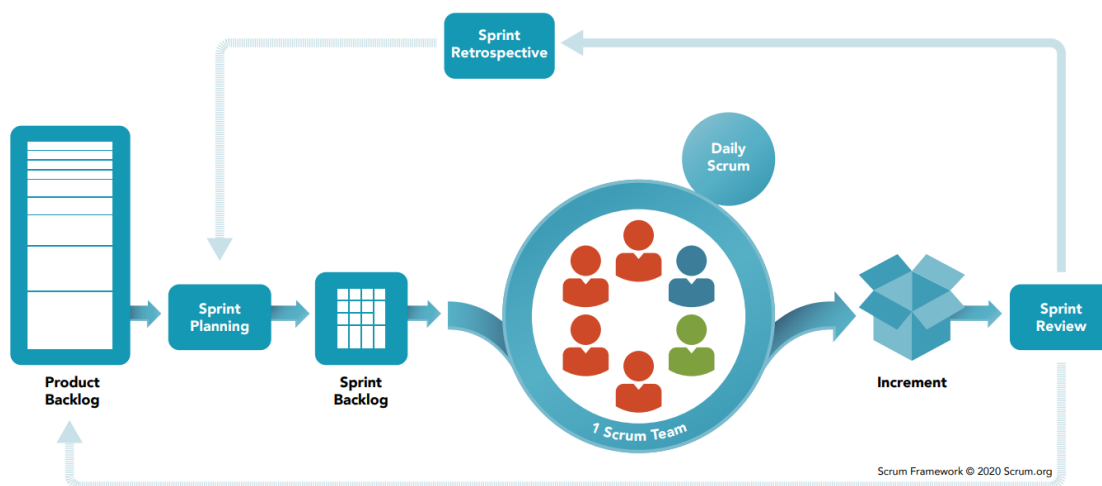 Sprint
Retrospective
Daily
Scrum
Sprint
Planning
Sprint
Review
Product
Backlog
Sprint
Backlog
1 Scrum Team
Increment
Scrum Framework © 2020 Scrum.org